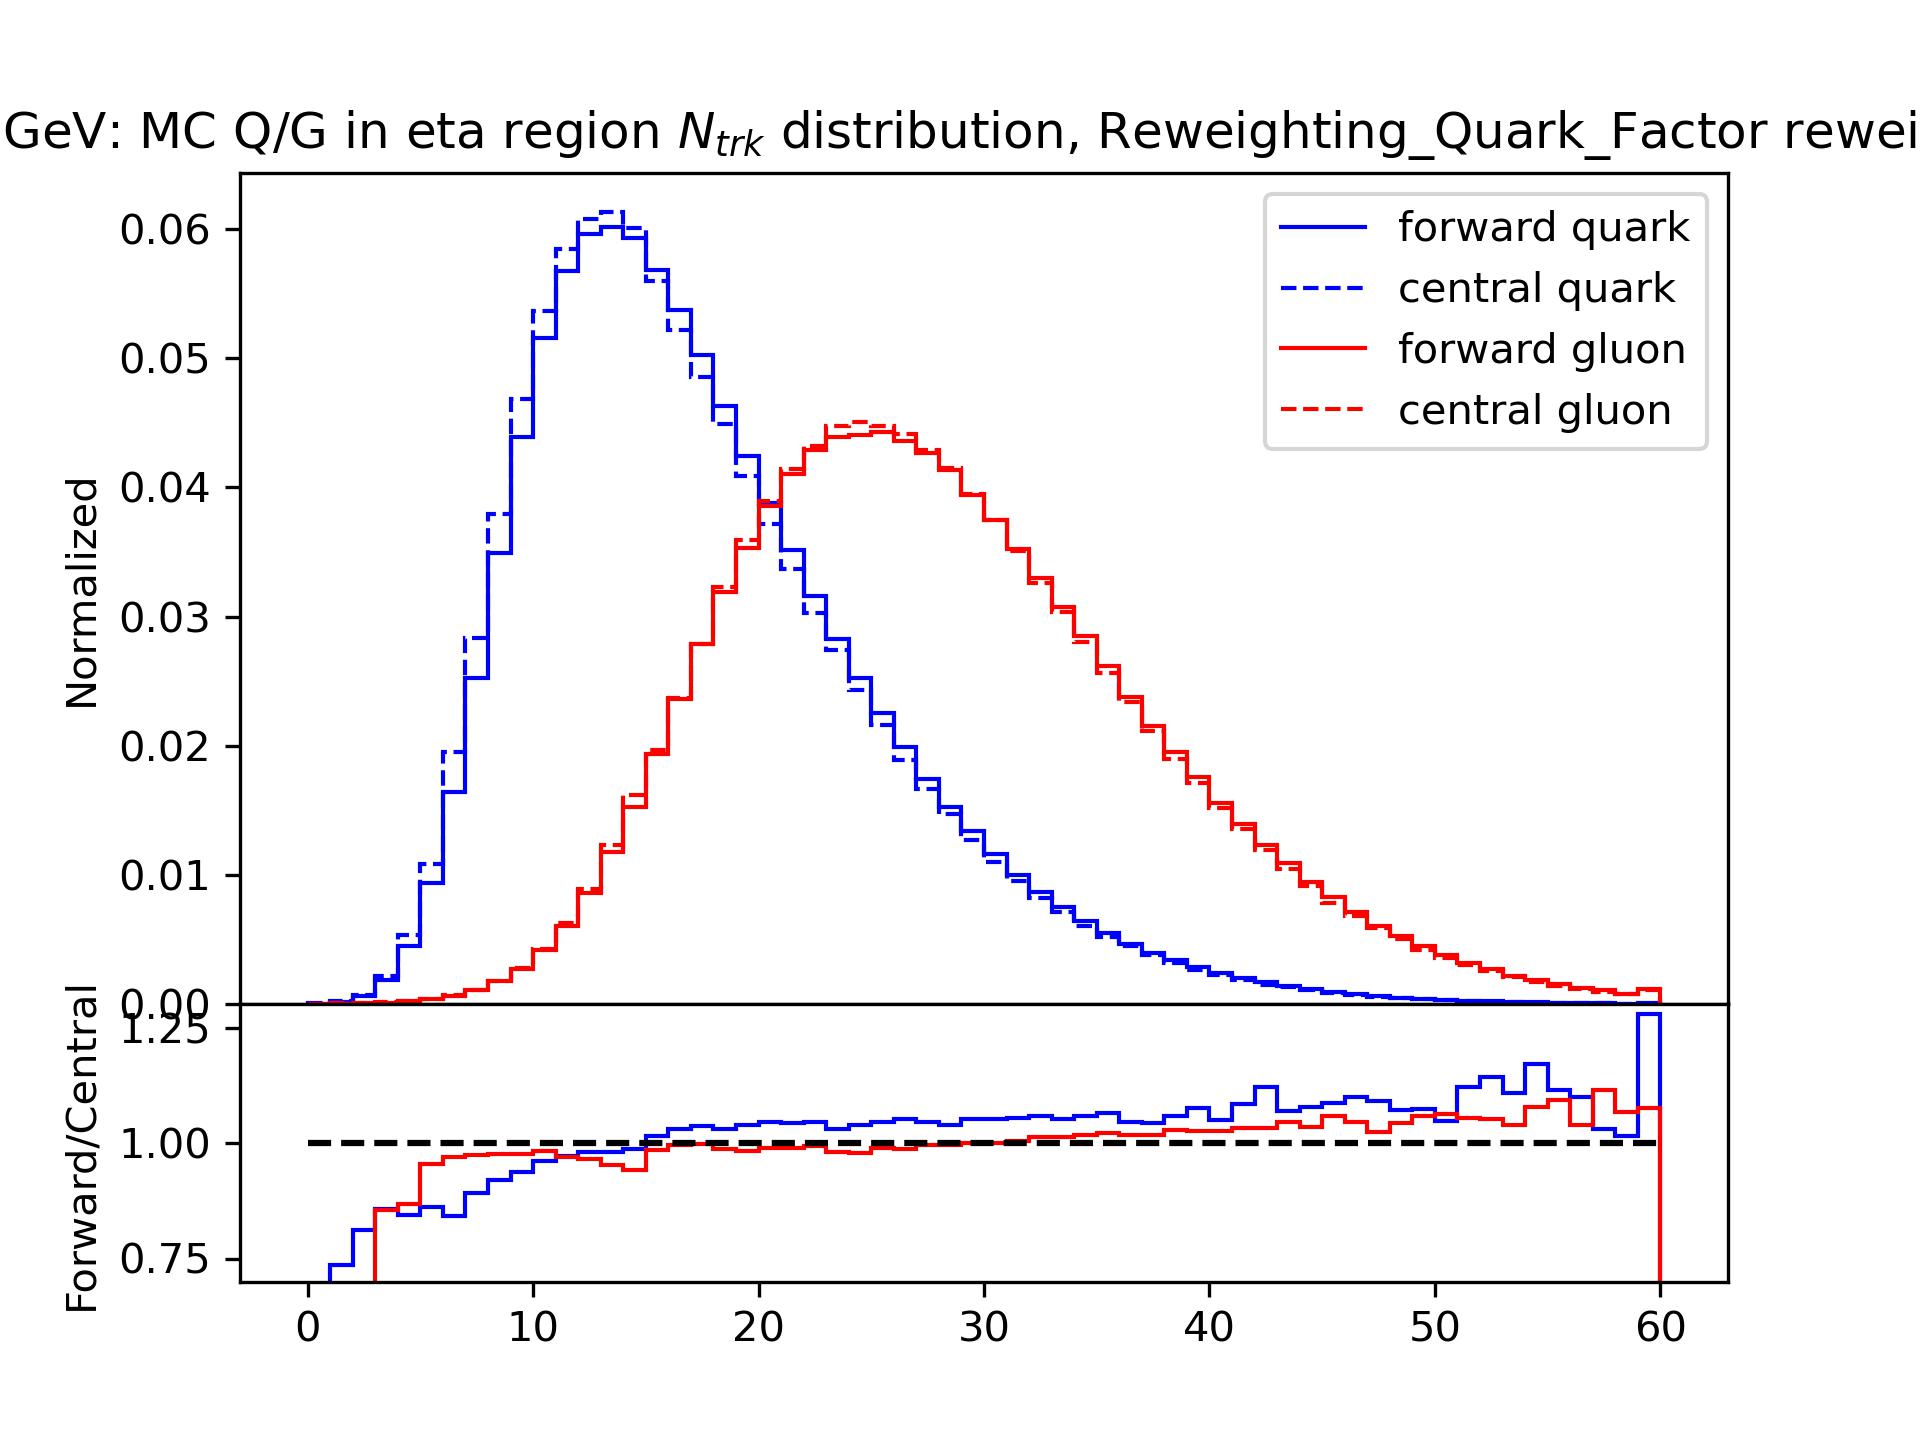 GeV: MC Q/G in eta region N_trk distribution, Reweighting_Quark_Factor rewei
forward quark
central quark
forward gluon
central gluon
Normalized
0.06
0.05
0.04
0.03
0.02
0.01
0.00
Forward/Central
1.25
1.00
0.75
0 10 20 30 40 50 60